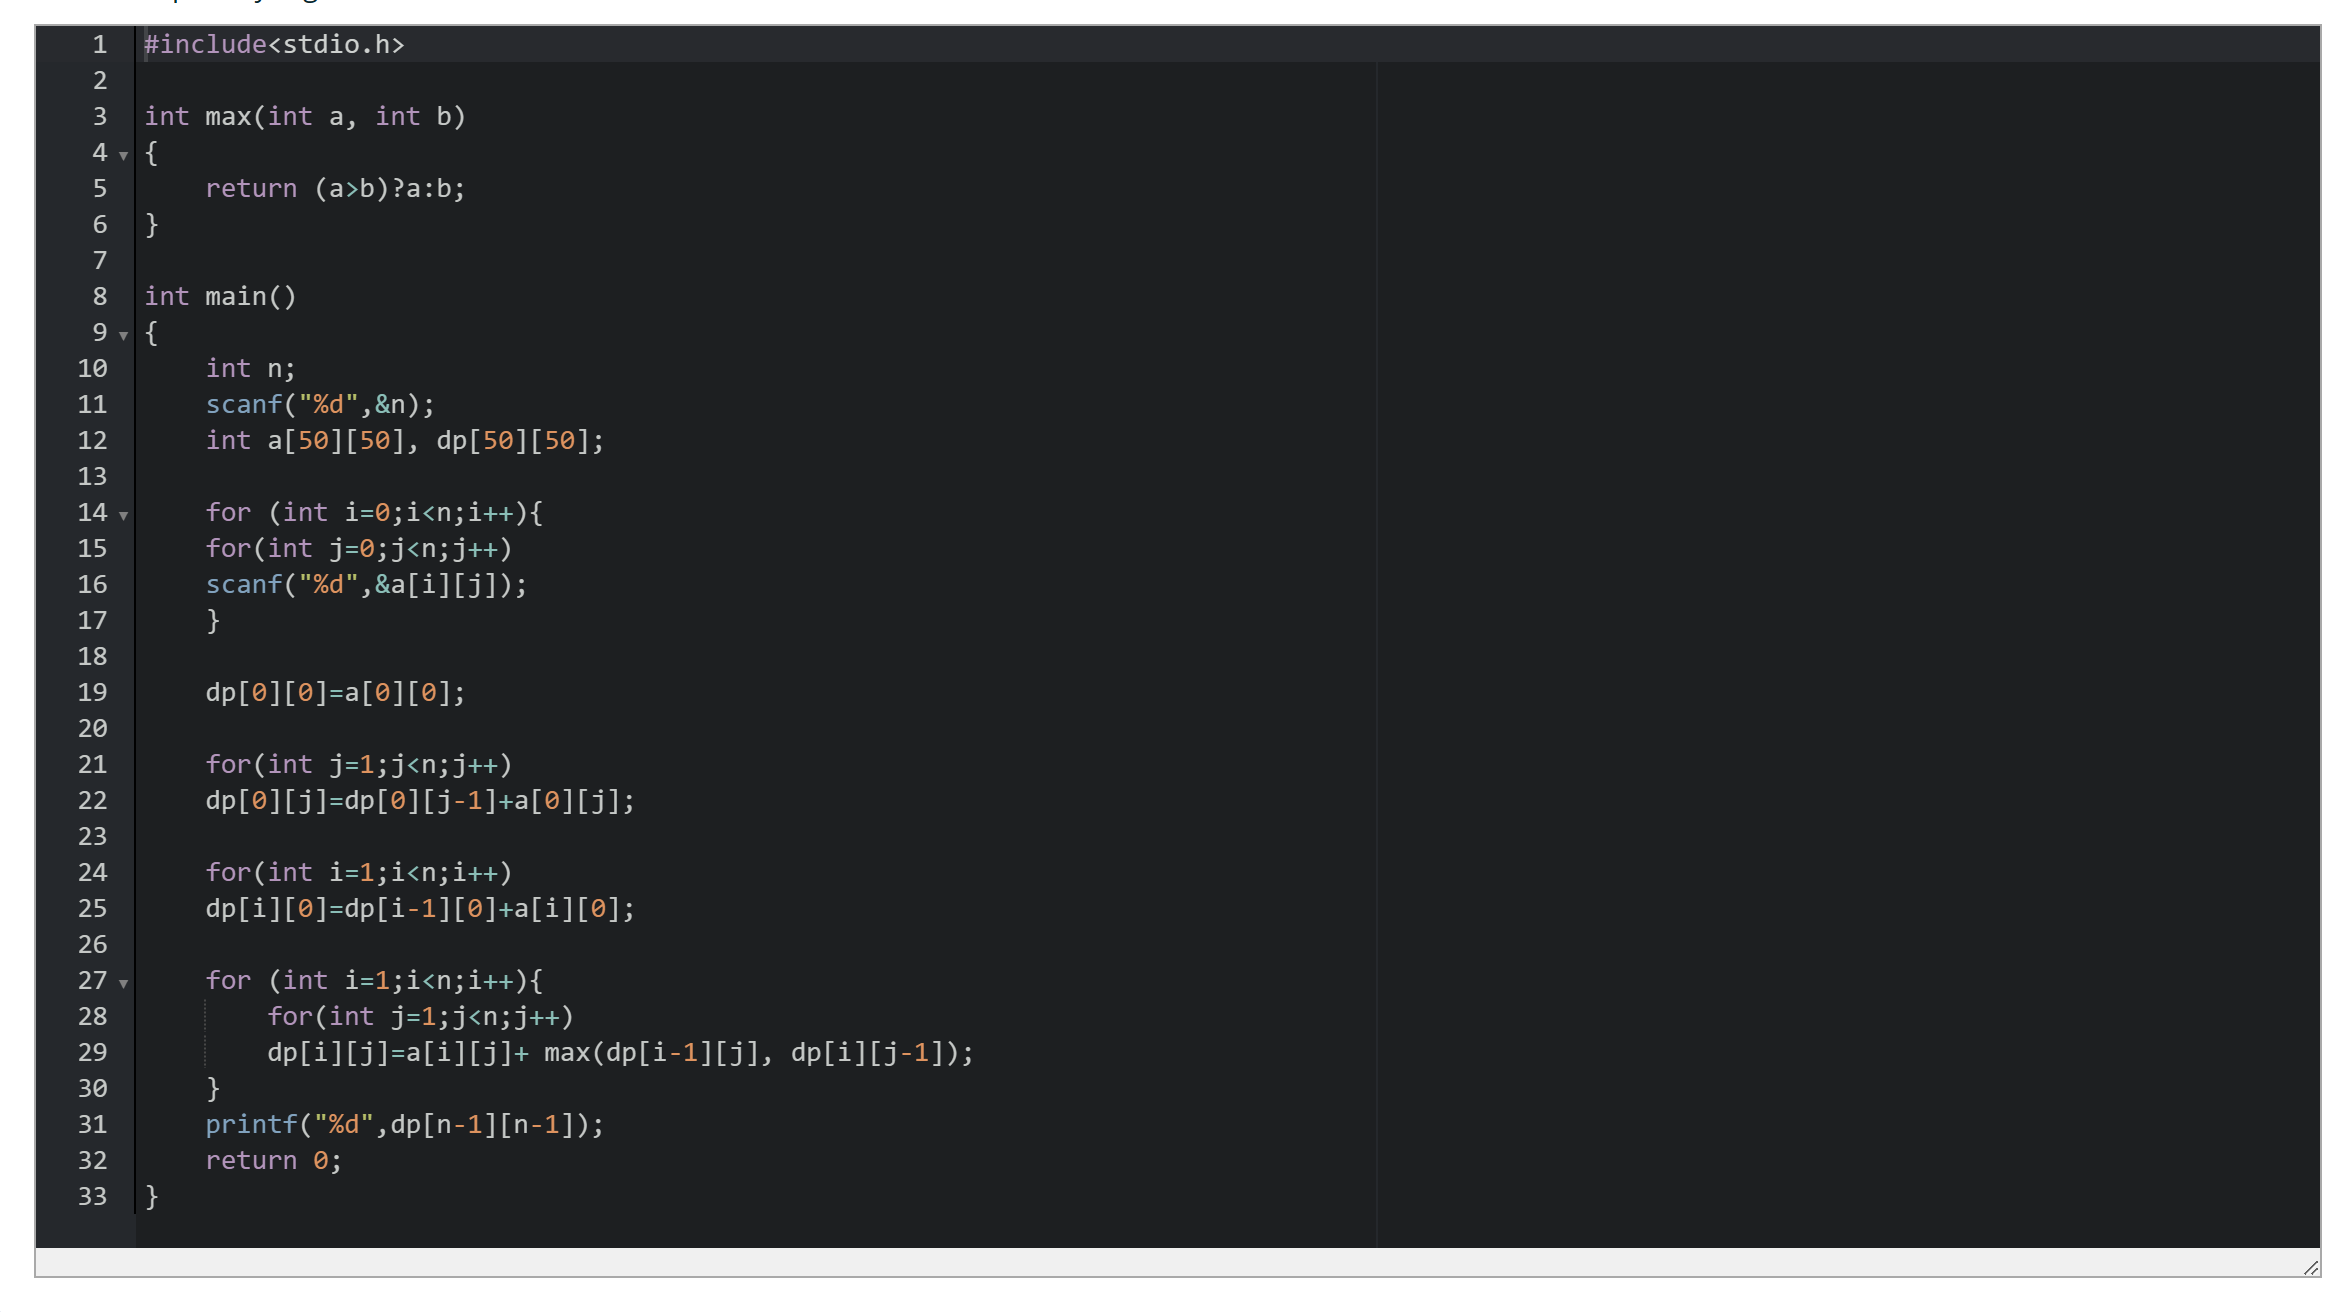 1 #include<stdio.h>
2
3 int max(int a, int b)
4 {
5     return (a>b)?a:b;
6 }
7
8 int main()
9 {
10     int n;
11     scanf("%d",&n);
12     int a[50][50], dp[50][50];
13
14     for (int i=0;i<n;i++){
15     for(int j=0;j<n;j++)
16     scanf("%d",&a[i][j]);
17     }
18
19     dp[0][0]=a[0][0];
20
21     for(int j=1;j<n;j++)
22     dp[0][j]=dp[0][j-1]+a[0][j];
23
24     for(int i=1;i<n;i++)
25     dp[i][0]=dp[i-1][0]+a[i][0];
26
27     for (int i=1;i<n;i++){
28         for(int j=1;j<n;j++)
29         dp[i][j]=a[i][j]+ max(dp[i-1][j], dp[i][j-1]);
30     }
31     printf("%d",dp[n-1][n-1]);
32     return 0;
33 }